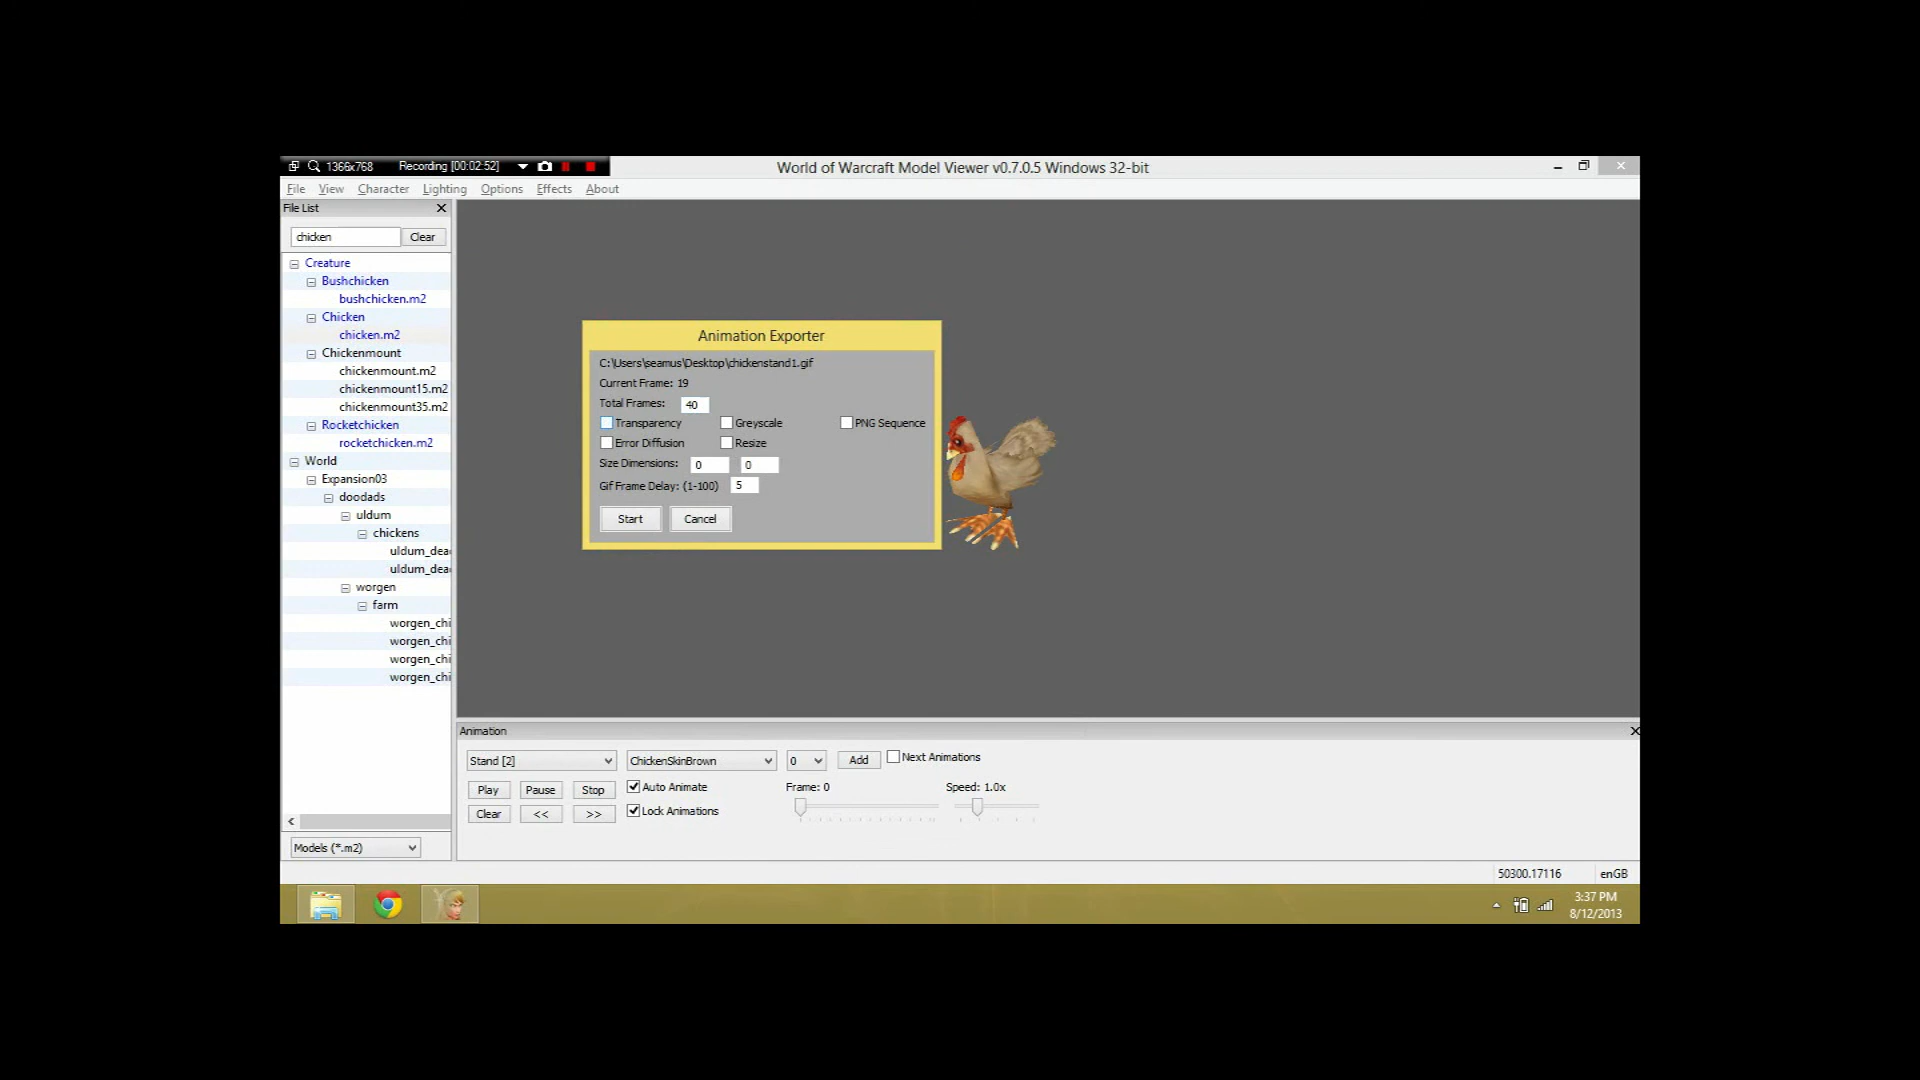 1366x768 Recording [00:02:52]
World of Warcraft Model Viewer v0.7.0.5 Windows 32-bit
File View Character Lighting Options Effects About
File List
chicken Clear
Creature
Bushchicken
bushchicken.m2
Chicken
chicken.m2
Chickenmount
chickenmount.m2
chickenmount15.m2
chickenmount35.m2
Rocketchicken
rocketchicken.m2
World
Expansion03
doodads
uldum
chickens
uldum_dea
uldum_dea
worgen
farm
worgen_chi
worgen_chi
worgen_chi
worgen_chi
Models (*.m2)
Animation Exporter
C:\Users\seamus\Desktop\chickenstand1.gif
Current Frame: 19
Total Frames: 40
Transparency Greyscale PNG Sequence
Error Diffusion Resize
Size Dimensions: 0 0
Gif Frame Delay: (1-100) 5
Start Cancel
Animation
Stand [2] ChickenSkinBrown 0 Add Next Animations
Play Pause Stop Auto Animate Frame: 0 Speed: 1.0x
Clear << >> Lock Animations
50300.17116 enGB
3:37 PM
8/12/2013